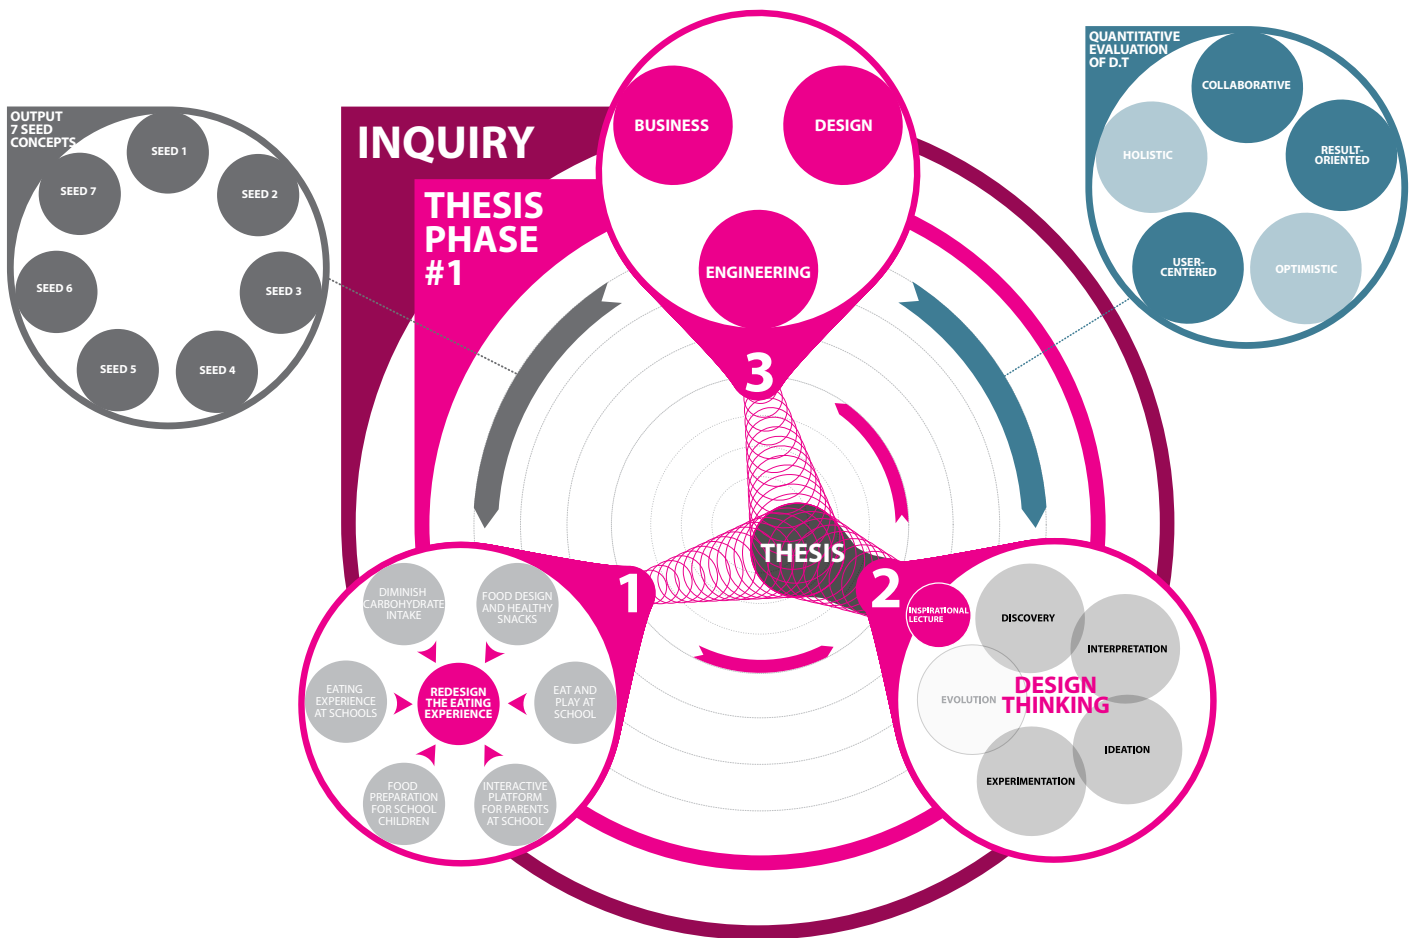 OUTPUT
7 SEED
CONCEPTS
SEED 1
SEED 2
SEED 3
SEED 4
SEED 5
SEED 6
SEED 7
INQUIRY
THESIS
PHASE
#1
BUSINESS
DESIGN
ENGINEERING
3
QUANTITATIVE
EVALUATION
OF D.T
COLLABORATIVE
RESULT-
ORIENTED
OPTIMISTIC
USER-
CENTERED
HOLISTIC
THESIS
1
2
DIMINISH
CARBOHYDRATE
INTAKE
FOOD DESIGN
AND HEALTHY
SNACKS
EATING
EXPERIENCE
AT SCHOOLS
REDESIGN
THE EATING
EXPERIENCE
EAT AND
PLAY AT
SCHOOL
FOOD
PREPARATION
FOR SCHOOL
CHILDREN
INTERACTIVE
PLATFORM
FOR PARENTS
AT SCHOOL
INSPIRATIONAL
LECTURE
DISCOVERY
INTERPRETATION
DESIGN
THINKING
EVOLUTION
IDEATION
EXPERIMENTATION